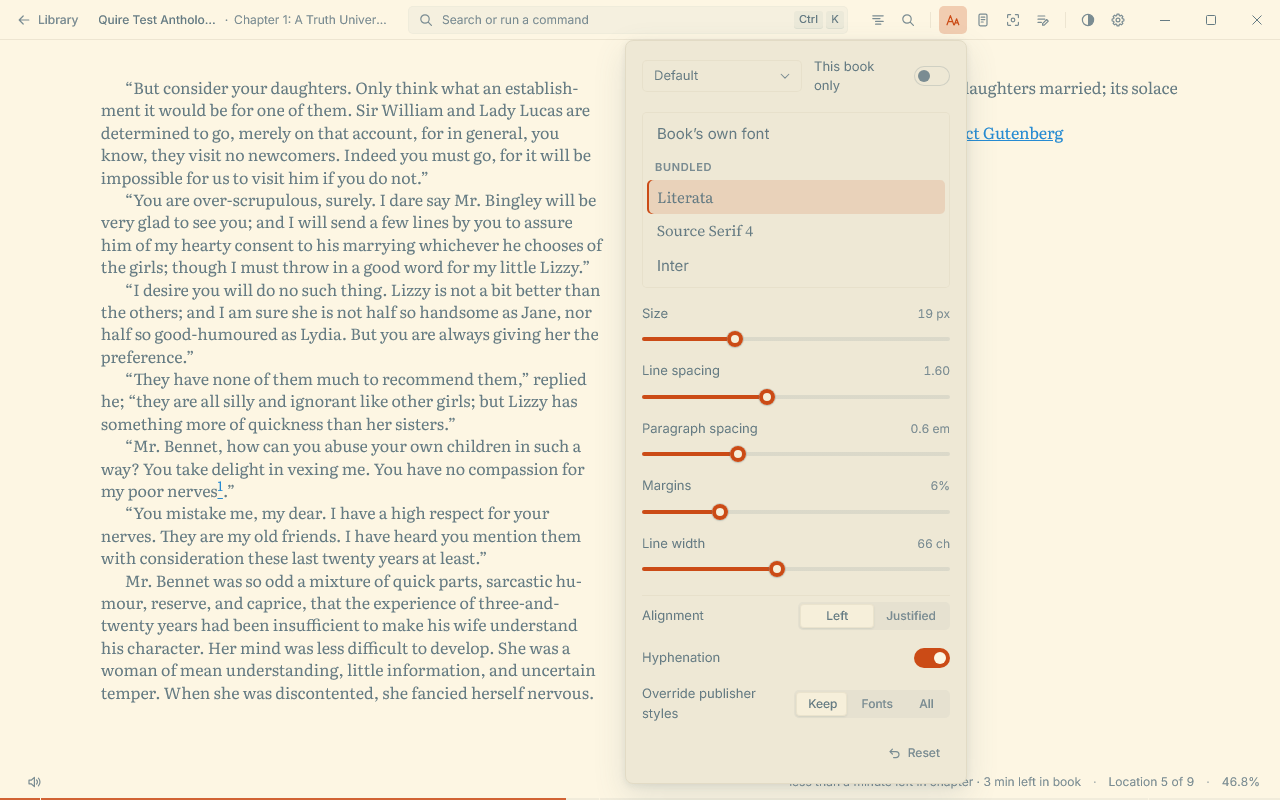 Library
Quire Test Antholo... · Chapter 1: A Truth Univer...
Search or run a command
Ctrl K
“But consider your daughters. Only think what an establish-
ment it would be for one of them. Sir William and Lady Lucas are
determined to go, merely on that account, for in general, you
know, they visit no newcomers. Indeed you must go, for it will be
impossible for us to visit him if you do not.”
“You are over-scrupulous, surely. I dare say Mr. Bingley will be
very glad to see you; and I will send a few lines by you to assure
him of my hearty consent to his marrying whichever he chooses of
the girls; though I must throw in a good word for my little Lizzy.”
“I desire you will do no such thing. Lizzy is not a bit better than
the others; and I am sure she is not half so handsome as Jane, nor
half so good-humoured as Lydia. But you are always giving her the
preference.”
“They have none of them much to recommend them,” replied
he; “they are all silly and ignorant like other girls; but Lizzy has
something more of quickness than her sisters.”
“Mr. Bennet, how can you abuse your own children in such a
way? You take delight in vexing me. You have no compassion for
my poor nerves1.”
“You mistake me, my dear. I have a high respect for your
nerves. They are my old friends. I have heard you mention them
with consideration these last twenty years at least.”
Mr. Bennet was so odd a mixture of quick parts, sarcastic hu-
mour, reserve, and caprice, that the experience of three-and-
twenty years had been insufficient to make his wife understand
his character. Her mind was less difficult to develop. She was a
woman of mean understanding, little information, and uncertain
temper. When she was discontented, she fancied herself nervous.
Default
This book
only
Book’s own font
BUNDLED
Literata
Source Serif 4
Inter
Size 19 px
Line spacing 1.60
Paragraph spacing 0.6 em
Margins 6%
Line width 66 ch
Alignment Left Justified
Hyphenation
Override publisher
styles
Keep Fonts All
Reset
daughters married; its solace
ct Gutenberg
less than a minute left in chapter · 3 min left in book · Location 5 of 9 · 46.8%